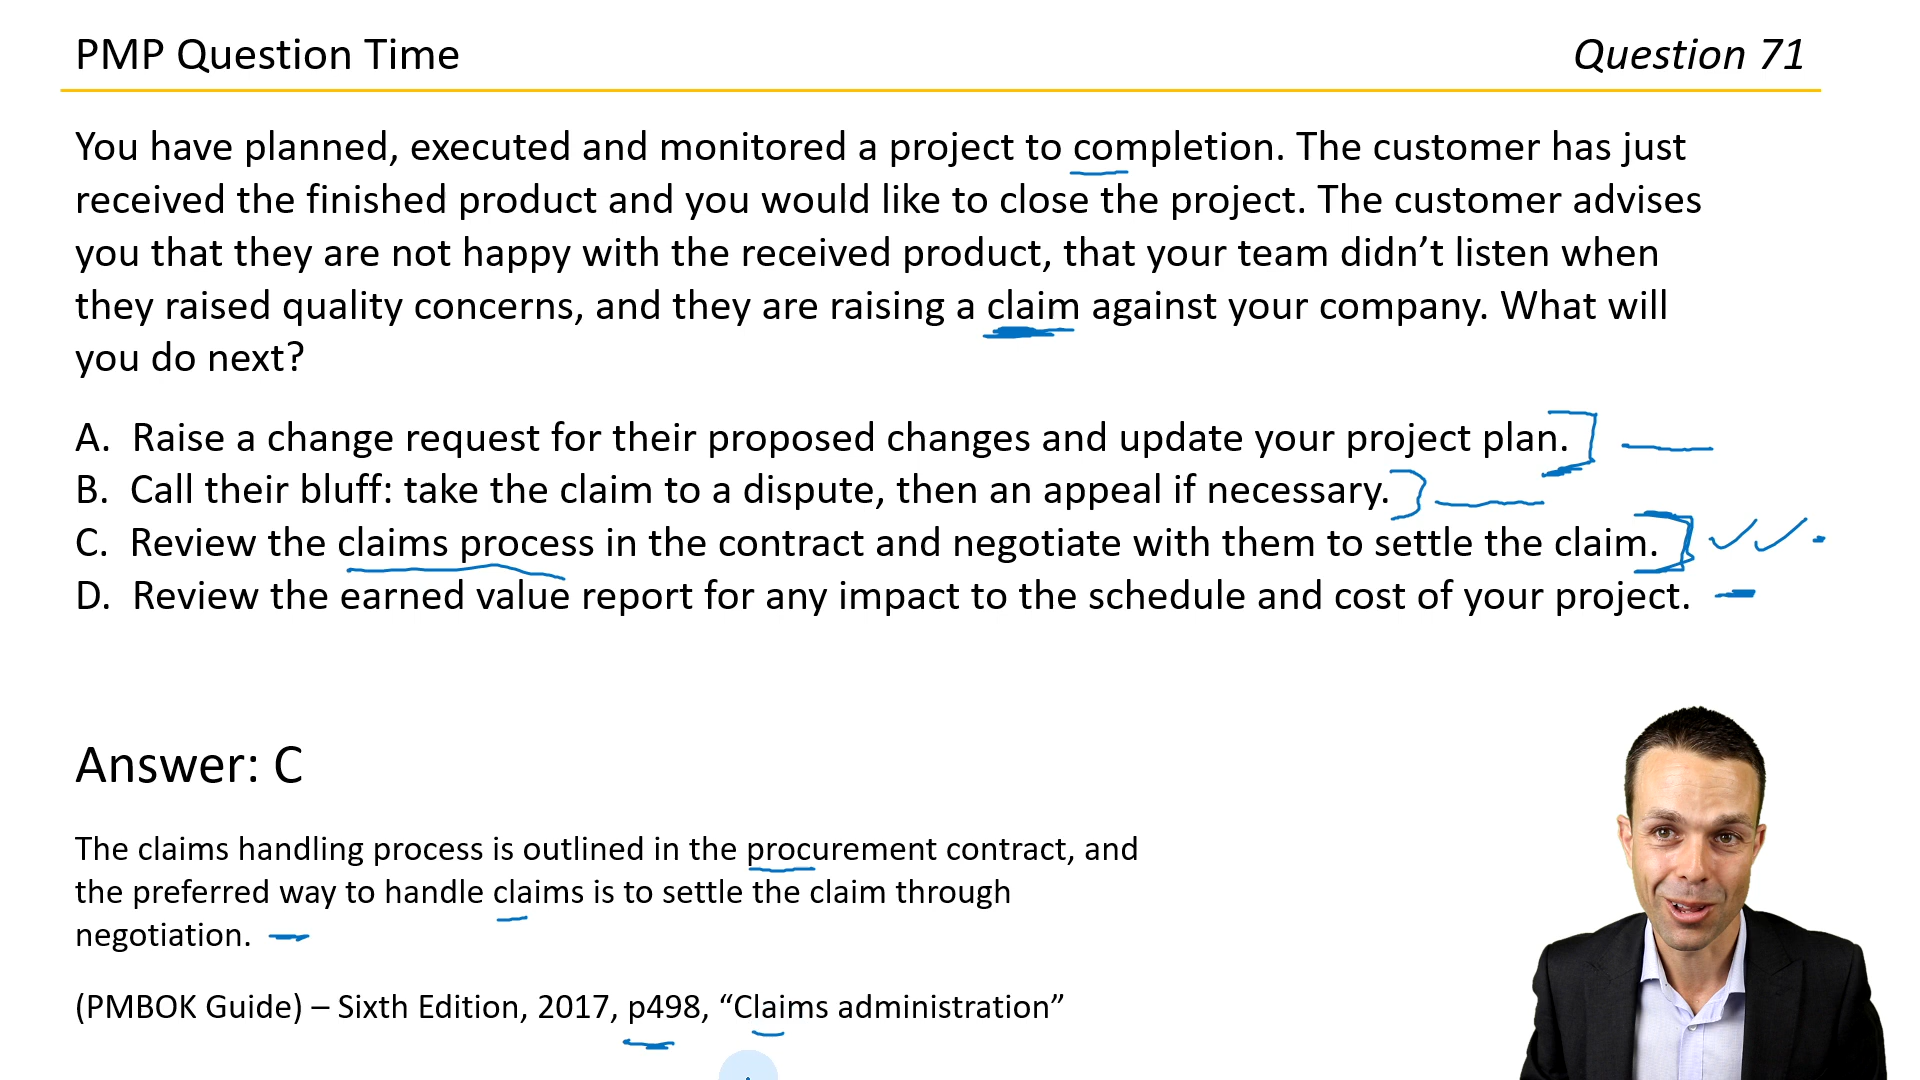 PMP Question Time
Question 71
You have planned, executed and monitored a project to completion. The customer has just
received the finished product and you would like to close the project. The customer advises
you that they are not happy with the received product, that your team didn’t listen when
they raised quality concerns, and they are raising a claim against your company. What will
you do next?
A. Raise a change request for their proposed changes and update your project plan.
B. Call their bluff: take the claim to a dispute, then an appeal if necessary.
C. Review the claims process in the contract and negotiate with them to settle the claim.
D. Review the earned value report for any impact to the schedule and cost of your project.
Answer: C
The claims handling process is outlined in the procurement contract, and
the preferred way to handle claims is to settle the claim through
negotiation.
(PMBOK Guide) – Sixth Edition, 2017, p498, “Claims administration”